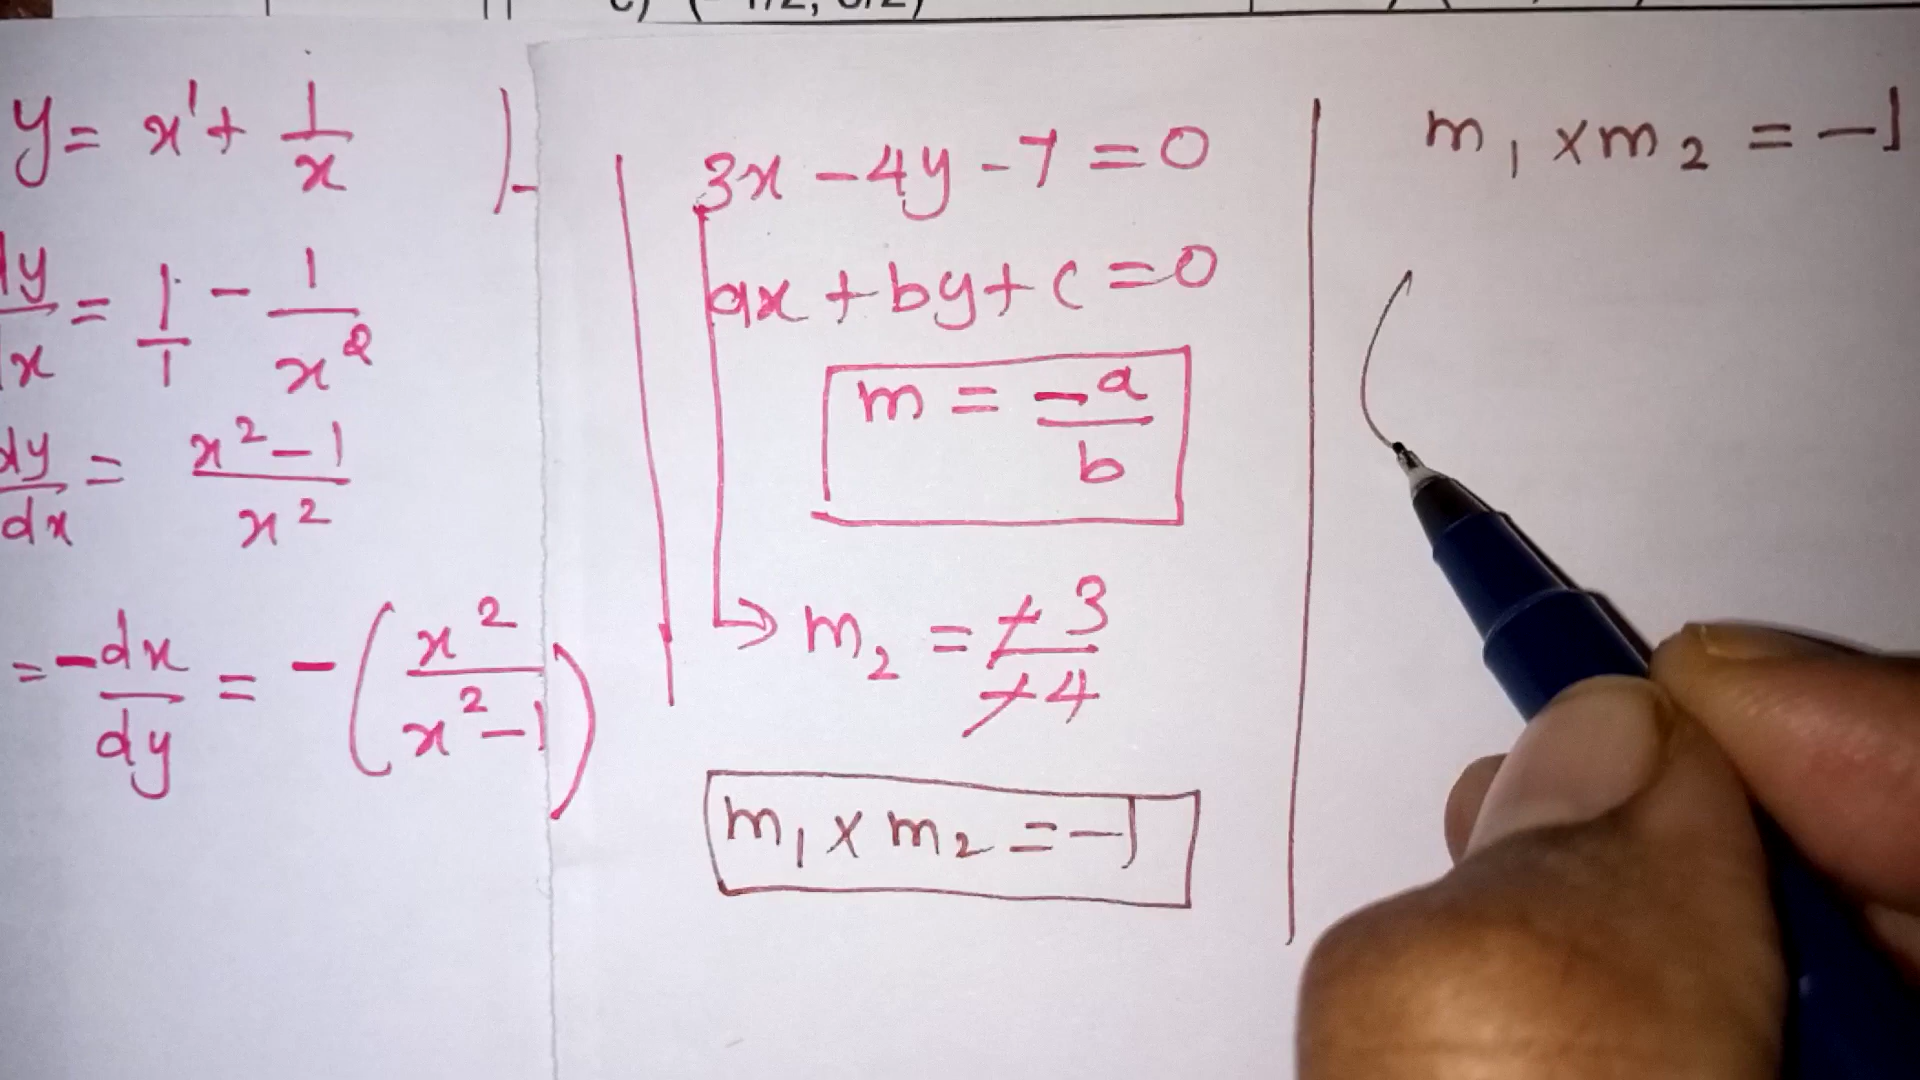 y = x¹ + 1/x
dy/dx = 1/1 - 1/x²
dy/dx = x²-1/x²
= -dx/dy = -(x²/x²-1)
3x - 4y - 7 = 0
ax + by + c = 0
m = -a/b
m₂ = -3/-4
m₁ x m₂ = -1
m₁ x m₂ = -1
(